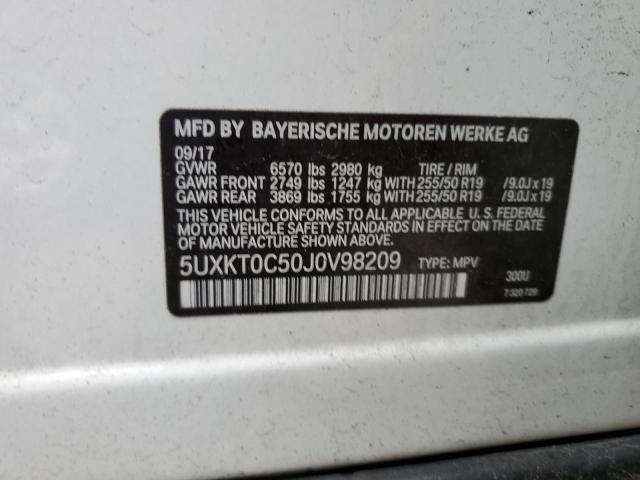 MFD BY BAYERISCHE MOTOREN WERKE AG
09/17
GVWR 6570 lbs 2980 kg TIRE / RIM
GAWR FRONT 2749 lbs 1247 kg WITH 255/50 R19 /9.0J x 19
GAWR REAR 3869 lbs 1755 kg WITH 255/50 R19 /9.0J x 19
THIS VEHICLE CONFORMS TO ALL APPLICABLE U. S. FEDERAL
MOTOR VEHICLE SAFETY STANDARDS IN EFFECT ON THE
DATE OF MANUFACTURE SHOWN ABOVE.
5UXKT0C50J0V98209 TYPE: MPV
300U
7 320 729